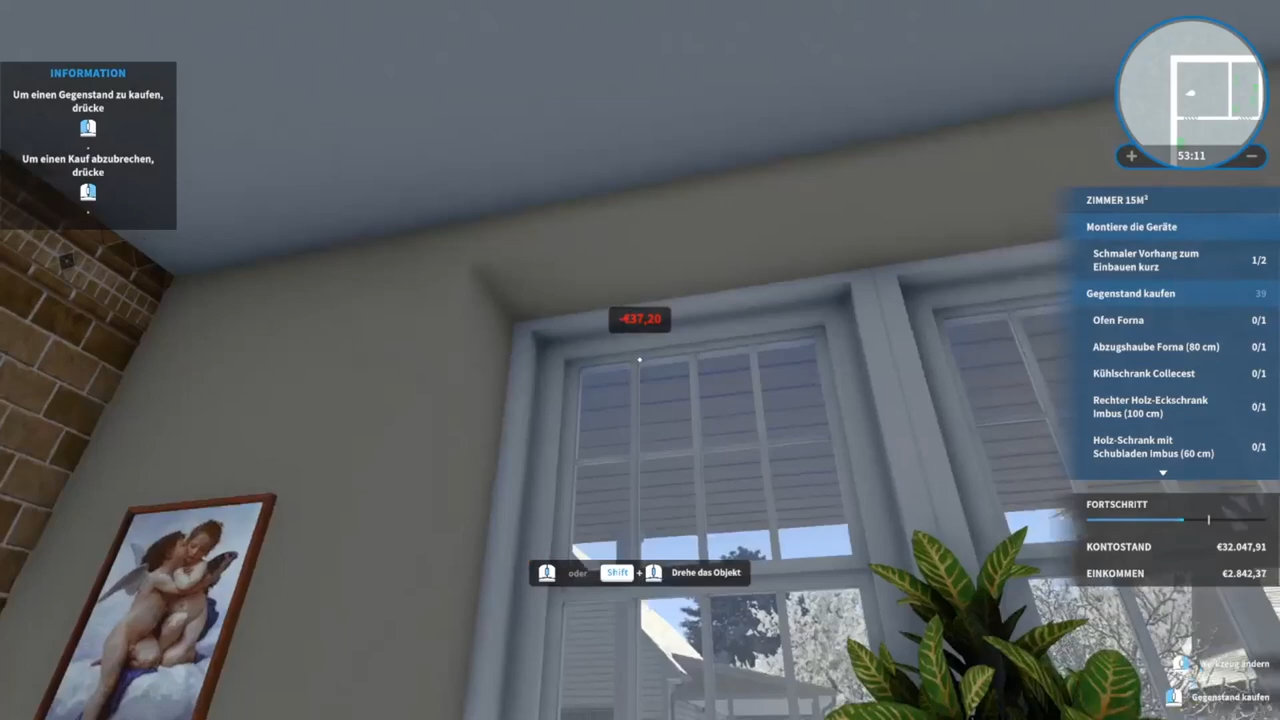 INFORMATION
Um einen Gegenstand zu kaufen,
drücke
.
Um einen Kauf abzubrechen,
drücke
.
53:11
ZIMMER 15M²
Montiere die Geräte
Schmaler Vorhang zum
Einbauen kurz
1/2
Gegenstand kaufen 39
Ofen Forna 0/1
Abzugshaube Forna (80 cm) 0/1
Kühlschrank Collecest 0/1
Rechter Holz-Eckschrank
Imbus (100 cm)
0/1
Holz-Schrank mit
Schubladen Imbus (60 cm)
0/1
-€37,20
FORTSCHRITT
KONTOSTAND €32.047,91
EINKOMMEN €2.842,37
oder Shift + Drehe das Objekt
Werkzeug ändern
Gegenstand kaufen